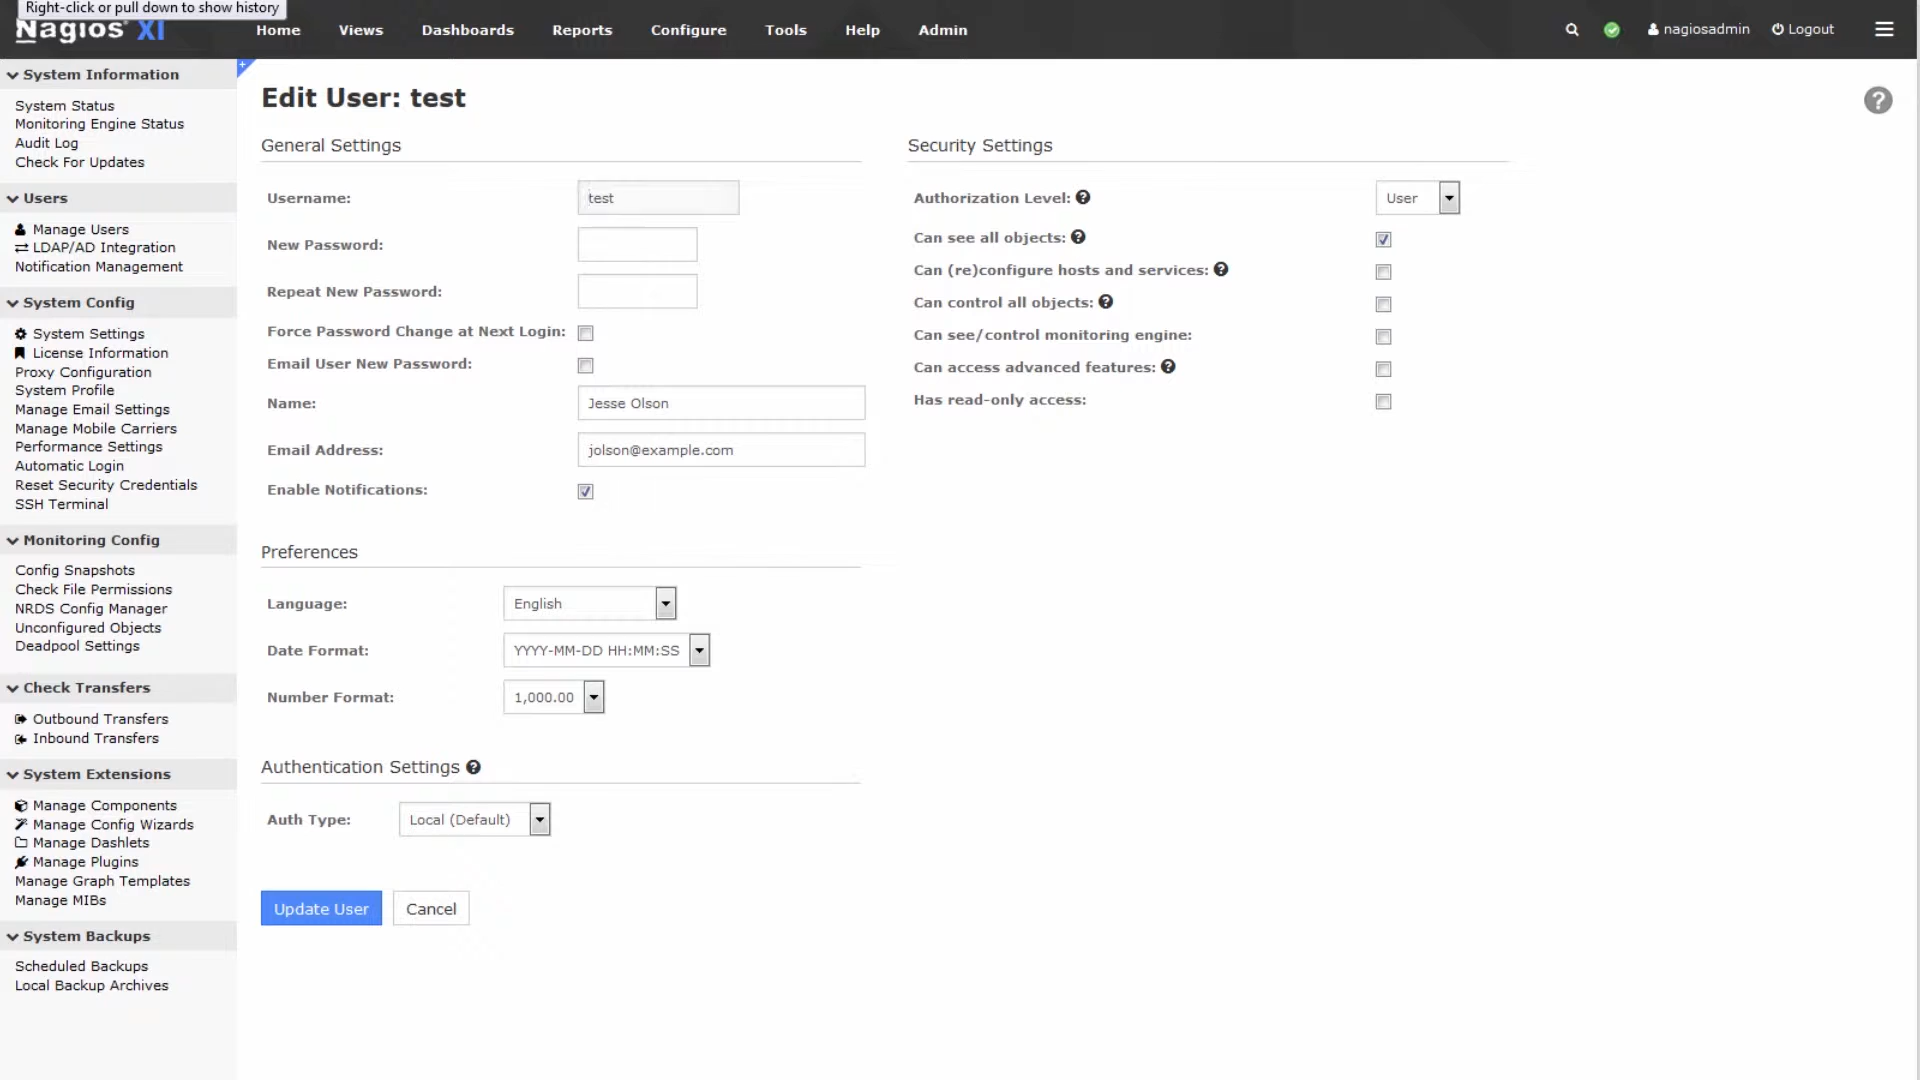 Right-click or pull down to show history
Nagios XI
Home Views Dashboards Reports Configure Tools Help Admin
nagiosadmin Logout
System Information
System Status
Monitoring Engine Status
Audit Log
Check For Updates
Users
Manage Users
LDAP/AD Integration
Notification Management
System Config
System Settings
License Information
Proxy Configuration
System Profile
Manage Email Settings
Manage Mobile Carriers
Performance Settings
Automatic Login
Reset Security Credentials
SSH Terminal
Monitoring Config
Config Snapshots
Check File Permissions
NRDS Config Manager
Unconfigured Objects
Deadpool Settings
Check Transfers
Outbound Transfers
Inbound Transfers
System Extensions
Manage Components
Manage Config Wizards
Manage Dashlets
Manage Plugins
Manage Graph Templates
Manage MIBs
System Backups
Scheduled Backups
Local Backup Archives
Edit User: test
General Settings
Username: test
New Password:
Repeat New Password:
Force Password Change at Next Login:
Email User New Password:
Name: Jesse Olson
Email Address: jolson@example.com
Enable Notifications:
Preferences
Language: English
Date Format: YYYY-MM-DD HH:MM:SS
Number Format: 1,000.00
Authentication Settings ?
Auth Type: Local (Default)
Update User Cancel
Security Settings
Authorization Level: ? User
Can see all objects: ?
Can (re)configure hosts and services: ?
Can control all objects: ?
Can see/control monitoring engine:
Can access advanced features: ?
Has read-only access:
?